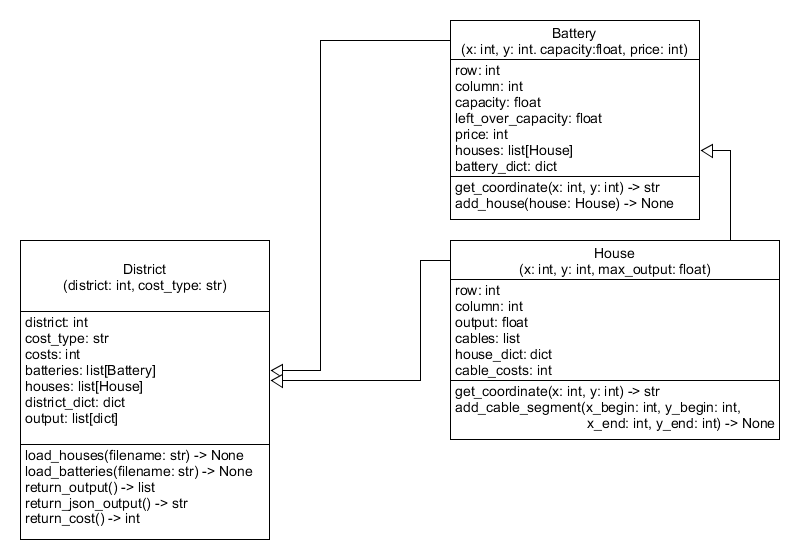 Battery
(x: int, y: int. capacity:float, price: int)
row: int
column: int
capacity: float
left_over_capacity: float
price: int
houses: list[House]
battery_dict: dict
get_coordinate(x: int, y: int) -> str
add_house(house: House) -> None
District
(district: int, cost_type: str)
district: int
cost_type: str
costs: int
batteries: list[Battery]
houses: list[House]
district_dict: dict
output: list[dict]
load_houses(filename: str) -> None
load_batteries(filename: str) -> None
return_output() -> list
return_json_output() -> str
return_cost() -> int
House
(x: int, y: int, max_output: float)
row: int
column: int
output: float
cables: list
house_dict: dict
cable_costs: int
get_coordinate(x: int, y: int) -> str
add_cable_segment(x_begin: int, y_begin: int,
x_end: int, y_end: int) -> None